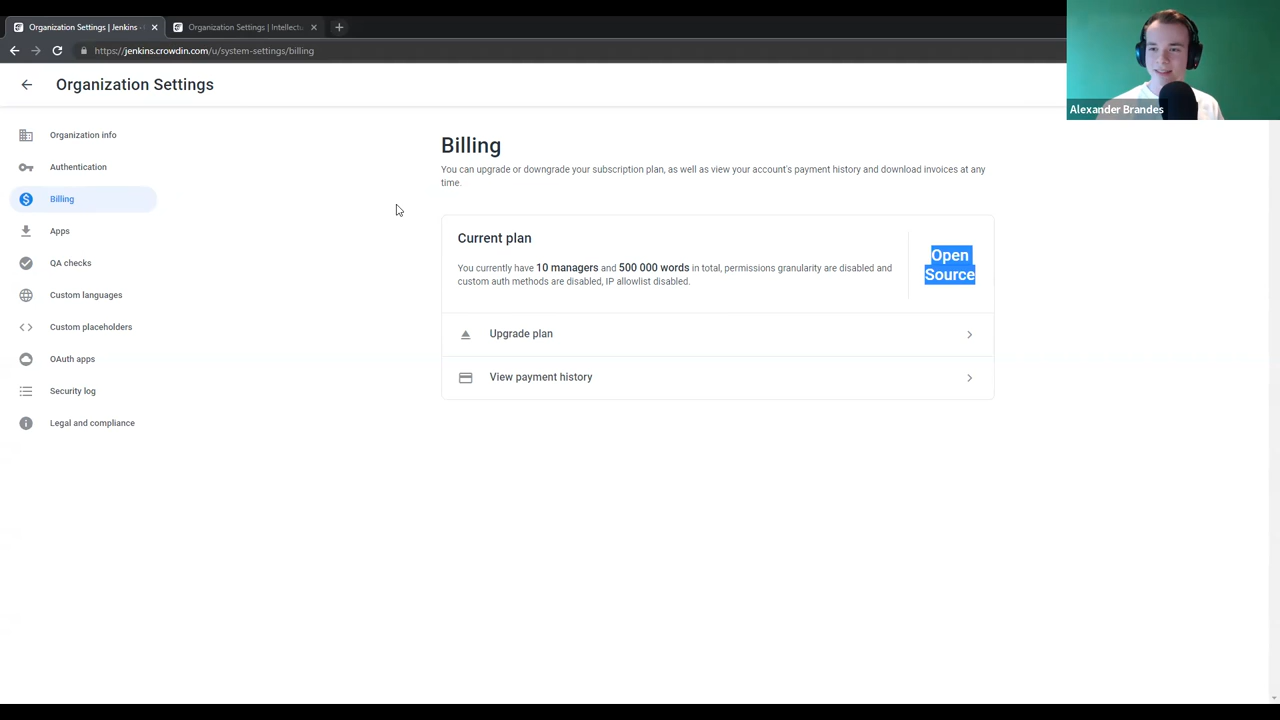 Organization Settings | Jenkins -
Organization Settings | Intellectu
https://jenkins.crowdin.com/u/system-settings/billing
Alexander Brandes
Organization Settings
Organization info
Authentication
Billing
Apps
QA checks
Custom languages
Custom placeholders
OAuth apps
Security log
Legal and compliance
Billing
You can upgrade or downgrade your subscription plan, as well as view your account's payment history and download invoices at any
time.
Current plan
You currently have 10 managers and 500 000 words in total, permissions granularity are disabled and
custom auth methods are disabled, IP allowlist disabled.
Open
Source
Upgrade plan
View payment history